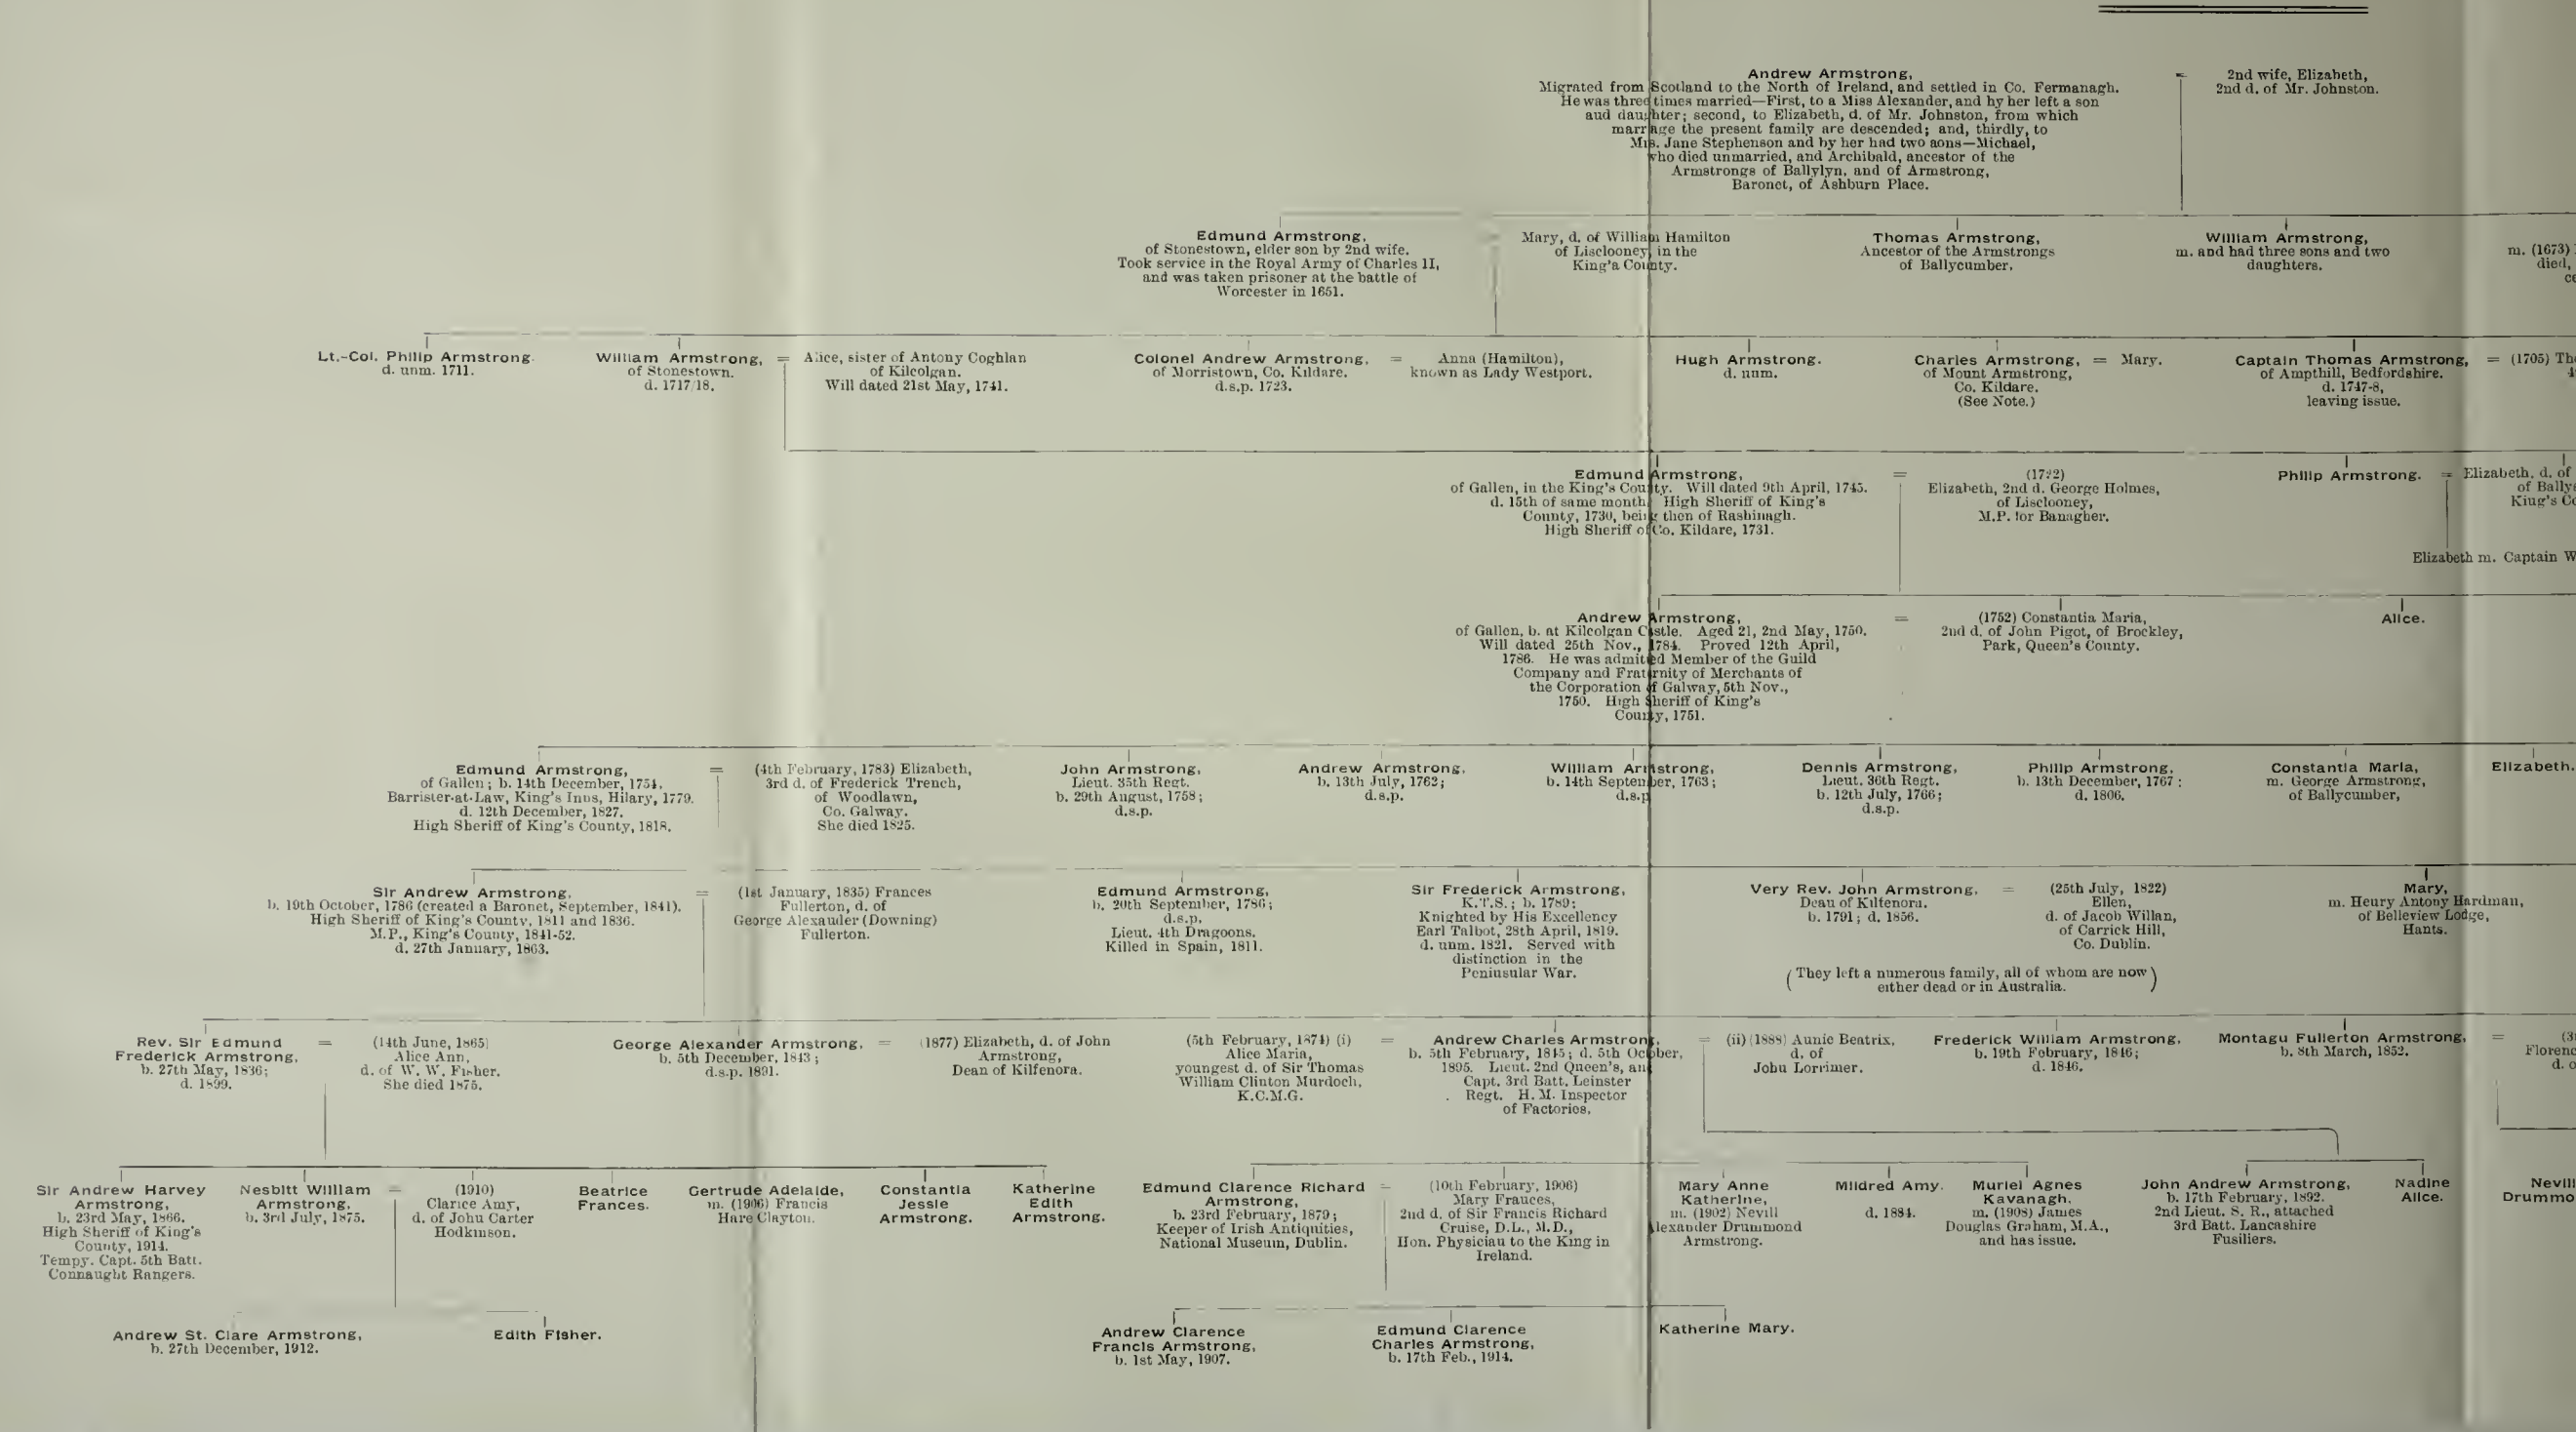 Andrew Armstrong,
Migrated from Scotland to the North of Ireland, and settled in Co. Fermanagh.
He was three times married—First, to a Miss Alexander, and by her left a son
and daughter; second, to Elizabeth, d. of Mr. Johnston, from which
marriage the present family are descended; and, thirdly, to
Mrs. Jane Stephenson and by her had two sons—Michael,
who died unmarried, and Archibald, ancestor of the
Armstrongs of Ballylyn, and of Armstrong,
Baronet, of Ashburn Place.
=
2nd wife, Elizabeth,
2nd d. of Mr. Johnston.
Edmund Armstrong,
of Stonestown, elder son by 2nd wife.
Took service in the Royal Army of Charles II,
and was taken prisoner at the battle of
Worcester in 1651.
Mary, d. of William Hamilton
of Lisclooney, in the
King's County.
Thomas Armstrong,
Ancestor of the Armstrongs
of Ballycumber.
William Armstrong,
m. and had three sons and two
daughters.
m. (1673)
died,
Lt.-Col. Philip Armstrong.
d. unm. 1711.
William Armstrong,
of Stonestown.
d. 1717/18.
=
Alice, sister of Antony Coghlan
of Kilcolgan.
Will dated 21st May, 1741.
Colonel Andrew Armstrong,
of Morristown, Co. Kildare.
d.s.p. 1723.
=
Anna (Hamilton),
known as Lady Westport.
Hugh Armstrong.
d. unm.
Charles Armstrong,
of Mount Armstrong,
Co. Kildare.
(See Note.)
= Mary.
Captain Thomas Armstrong,
of Ampthill, Bedfordshire.
d. 1747-8,
leaving issue.
= (1705)
Edmund Armstrong,
of Gallen, in the King's County. Will dated 9th April, 1745.
d. 15th of same month. High Sheriff of King's
County, 1730, being then of Rashinagh.
High Sheriff of Co. Kildare, 1731.
=
(1722)
Elizabeth, 2nd d. George Holmes,
of Lisclooney,
M.P. for Banagher.
Philip Armstrong.
=
Elizabeth, d. of
of
King's
Elizabeth m. Captain
Andrew Armstrong,
of Gallen, b. at Kilcolgan Castle. Aged 21, 2nd May, 1750.
Will dated 25th Nov., 1784. Proved 12th April,
1786. He was admitted Member of the Guild
Company and Fraternity of Merchants of
the Corporation of Galway, 5th Nov.,
1750. High Sheriff of King's
County, 1751.
=
(1752) Constantia Maria,
2nd d. of John Pigot, of Brockley,
Park, Queen's County.
Alice.
Edmund Armstrong,
of Gallen; b. 14th December, 1754.
Barrister-at-Law, King's Inns, Hilary, 1779.
d. 12th December, 1827.
High Sheriff of King's County, 1818.
=
(4th February, 1783) Elizabeth,
3rd d. of Frederick Trench,
of Woodlawn,
Co. Galway.
She died 1825.
John Armstrong,
Lieut. 35th Regt.
b. 29th August, 1758;
d.s.p.
Andrew Armstrong,
b. 13th July, 1762;
d.s.p.
William Armstrong,
b. 14th September, 1763;
d.s.p.
Dennis Armstrong,
Lieut. 36th Regt.
b. 12th July, 1766;
d.s.p.
Philip Armstrong,
b. 13th December, 1767;
d. 1806.
Constantia Maria,
m. George Armstrong,
of Ballycumber,
Elizabeth.
Sir Andrew Armstrong,
b. 19th October, 1786 (created a Baronet, September, 1841).
High Sheriff of King's County, 1811 and 1836.
M.P., King's County, 1841-52.
d. 27th January, 1863.
=
(1st January, 1835) Frances
Fullerton, d. of
George Alexander (Downing)
Fullerton.
Edmund Armstrong,
b. 20th September, 1786;
d.s.p.
Lieut. 4th Dragoons.
Killed in Spain, 1811.
Sir Frederick Armstrong,
K.T.S.; b. 1789;
Knighted by His Excellency
Earl Talbot, 28th April, 1819.
d. unm. 1821. Served with
distinction in the
Peninsular War.
Very Rev. John Armstrong,
Dean of Kilfenora.
b. 1791; d. 1856.
=
(25th July, 1822)
Ellen,
d. of Jacob Willan,
of Carrick Hill,
Co. Dublin.
(They left a numerous family, all of whom are now
either dead or in Australia.)
Mary,
m. Henry Antony Hardman,
of Belleview Lodge,
Hants.
Rev. Sir Edmund
Frederick Armstrong,
b. 27th May, 1836;
d. 1899.
=
(14th June, 1865)
Alice Ann,
d. of W. W. Fisher.
She died 1875.
George Alexander Armstrong,
b. 5th December, 1843;
d.s.p. 1891.
=
(1877) Elizabeth, d. of John
Armstrong,
Dean of Kilfenora.
(5th February, 1874) (i)
Alice Maria,
youngest d. of Sir Thomas
William Clinton Murdoch,
K.C.M.G.
=
Andrew Charles Armstrong,
b. 5th February, 1845; d. 5th October,
1895. Lieut. 2nd Queen's, and
Capt. 3rd Batt. Leinster
Regt. H. M. Inspector
of Factories.
=
(ii) (1888) Annie Beatrix,
d. of
John Lorrimer.
Frederick William Armstrong,
b. 19th February, 1846;
d. 1846.
Montagu Fullerton Armstrong,
b. 8th March, 1852.
=
Sir Andrew Harvey
Armstrong,
b. 23rd May, 1866.
High Sheriff of King's
County, 1914.
Tempy. Capt. 5th Batt.
Connaught Rangers.
Nesbitt William
Armstrong,
b. 3rd July, 1875.
=
(1910)
Clarice Amy,
d. of John Carter
Hodkinson.
Beatrice
Frances.
Gertrude Adelaide,
m. (1906) Francis
Hare Clayton.
Constantia
Jessie
Armstrong.
Katherine
Edith
Armstrong.
Edmund Clarence Richard
Armstrong,
b. 23rd February, 1879;
Keeper of Irish Antiquities,
National Museum, Dublin.
=
(10th February, 1906)
Mary Frances,
2nd d. of Sir Francis Richard
Cruise, D.L., M.D.,
Hon. Physician to the King in
Ireland.
Mary Anne
Katherine,
m. (1902) Nevill
Alexander Drummond
Armstrong.
Mildred Amy.
d. 1884.
Muriel Agnes
Kavanagh.
m. (1908) James
Douglas Graham, M.A.,
and has issue.
John Andrew Armstrong,
b. 17th February, 1892.
2nd Lieut. S. R., attached
3rd Batt. Lancashire
Fusiliers.
Nadine
Alice.
Andrew St. Clare Armstrong,
b. 27th December, 1912.
Edith Fisher.
Andrew Clarence
Francis Armstrong,
b. 1st May, 1907.
Edmund Clarence
Charles Armstrong,
b. 17th Feb., 1914.
Katherine Mary.